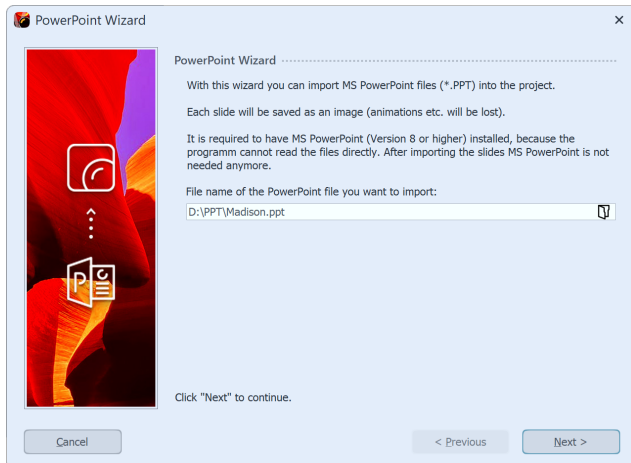 PowerPoint Wizard
PowerPoint Wizard
With this wizard you can import MS PowerPoint files (*.PPT) into the project.
Each slide will be saved as an image (animations etc. will be lost).
It is required to have MS PowerPoint (Version 8 or higher) installed, because the
programm cannot read the files directly. After importing the slides MS PowerPoint is not
needed anymore.
File name of the PowerPoint file you want to import:
D:\PPT\Madison.ppt
P
Click "Next" to continue.
Cancel
< Previous
Next >